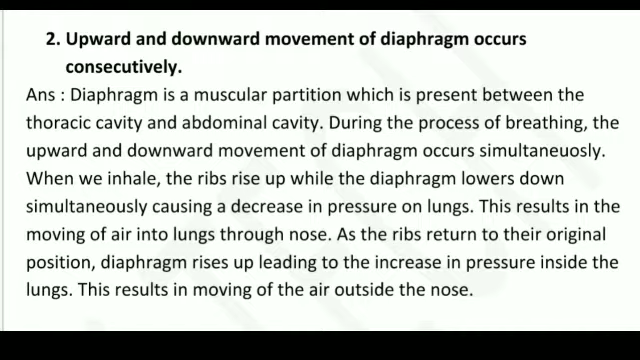 2. Upward and downward movement of diaphragm occurs
consecutively.
Ans : Diaphragm is a muscular partition which is present between the
thoracic cavity and abdominal cavity. During the process of breathing, the
upward and downward movement of diaphragm occurs simultaneuosly.
When we inhale, the ribs rise up while the diaphragm lowers down
simultaneously causing a decrease in pressure on lungs. This results in the
moving of air into lungs through nose. As the ribs return to their original
position, diaphragm rises up leading to the increase in pressure inside the
lungs. This results in moving of the air outside the nose.